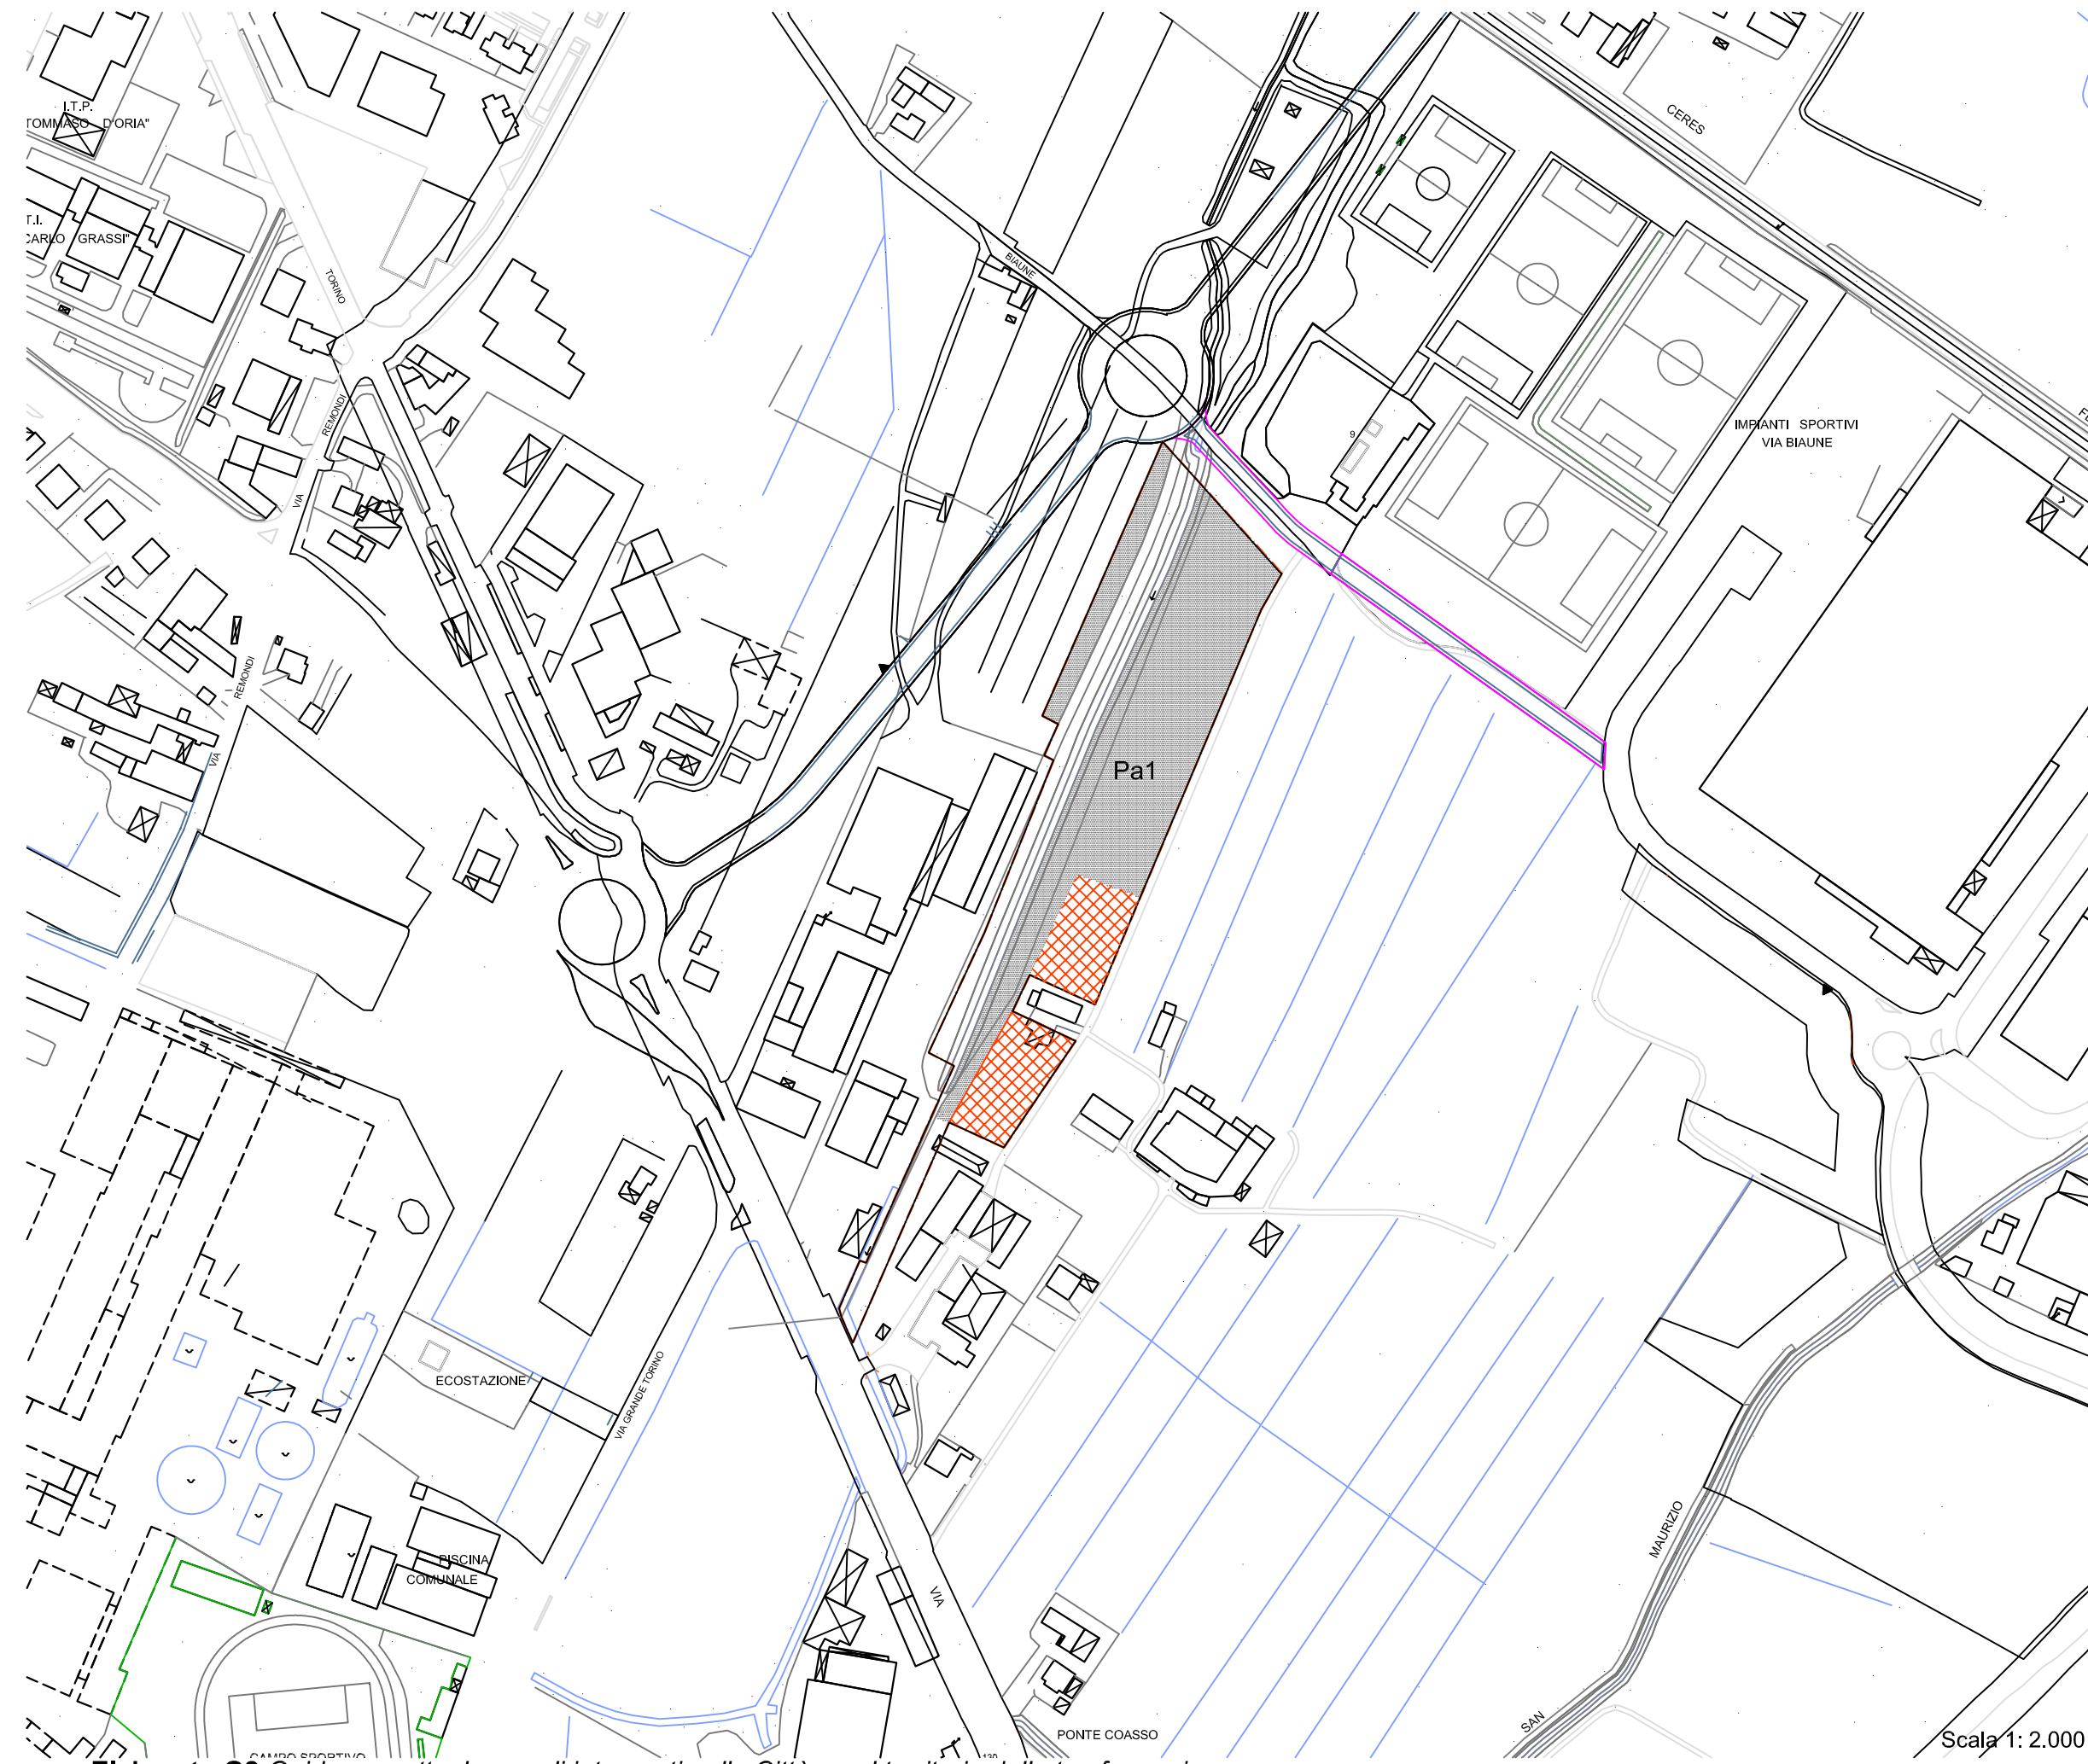 I.T.P.
TOMMASO D'ORIA"
T.I.
CARLO GRASSI"
TORINO
REMONDI
VIA
REMONDI
VIA
BIAUNE
CERES
9
IMPIANTI SPORTIVI
VIA BIAUNE
Pa1
ECOSTAZIONE
VIA GRANDE TORINO
PISCINA
COMUNALE
VIA
MAURIZIO
SAN
PONTE COASSO
CAMPO SPORTIVO
Scala 1: 2.000